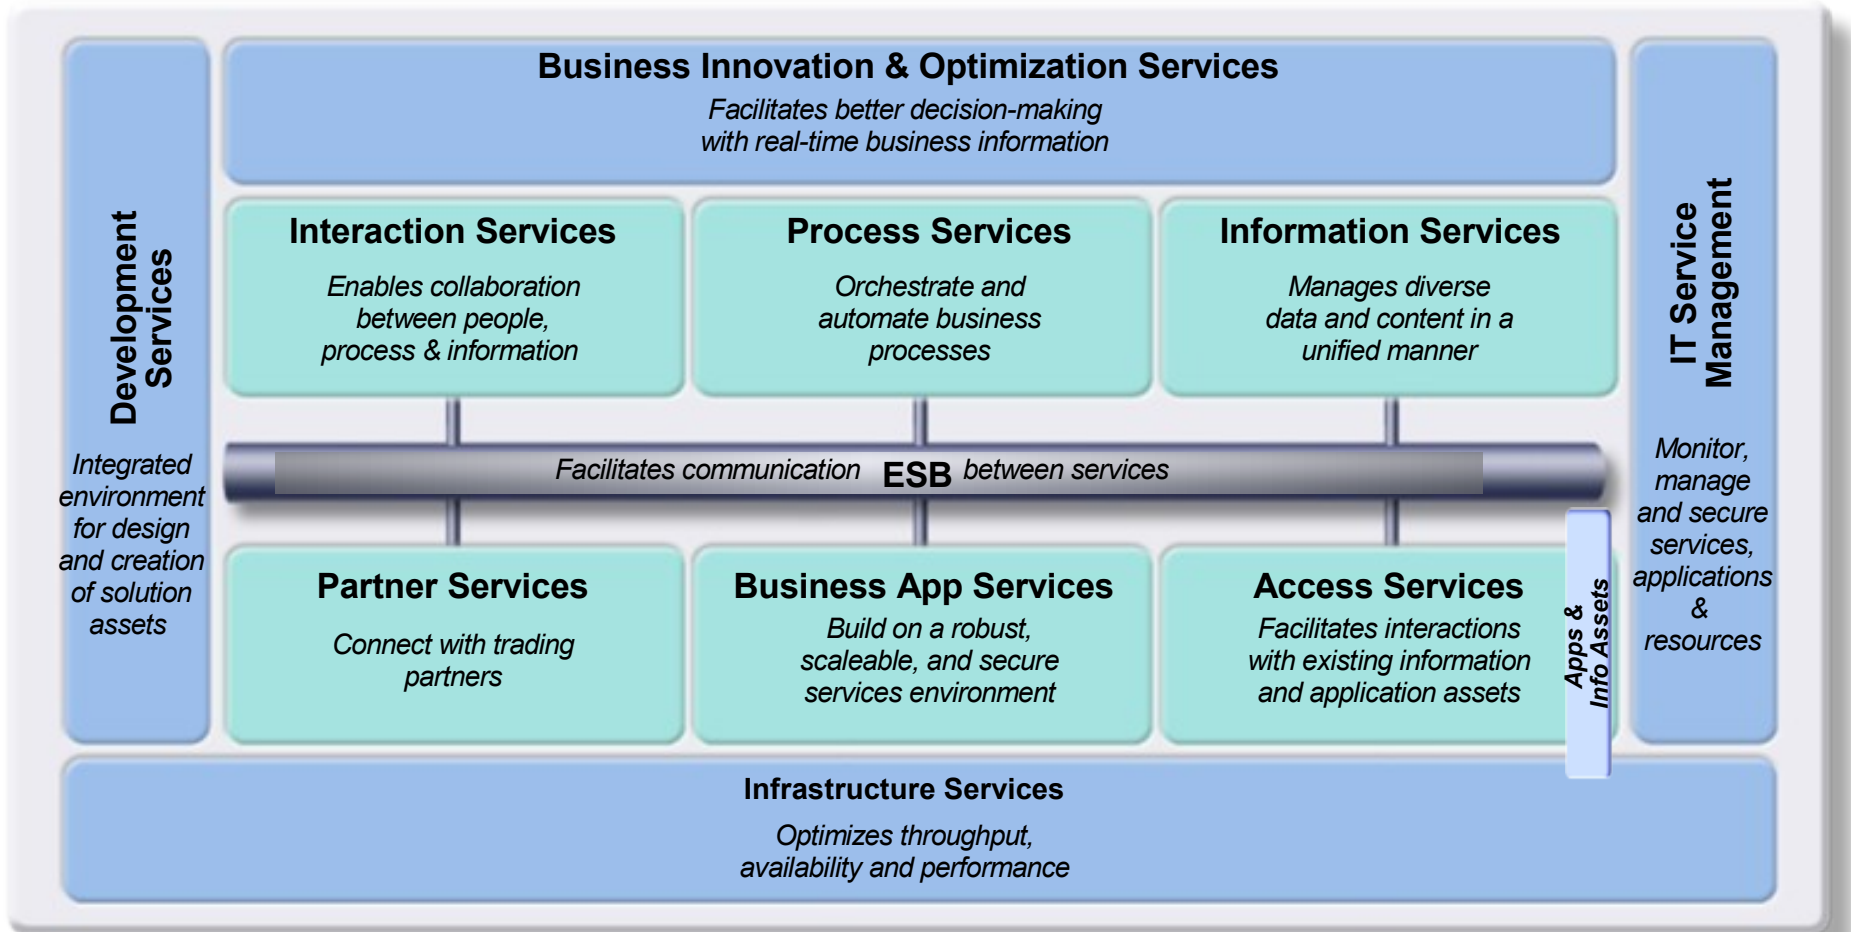 Business Innovation & Optimization Services
Facilitates better decision-making
with real-time business information
Development
Services
Integrated
environment
for design
and creation
of solution
assets
Interaction Services
Enables collaboration
between people,
process & information
Process Services
Orchestrate and
automate business
processes
Information Services
Manages diverse
data and content in a
unified manner
IT Service
Management
Monitor,
manage
and secure
services,
applications
&
resources
Facilitates communication ESB between services
Partner Services
Connect with trading
partners
Business App Services
Build on a robust,
scaleable, and secure
services environment
Access Services
Facilitates interactions
with existing information
and application assets
Apps &
Info Assets
Infrastructure Services
Optimizes throughput,
availability and performance